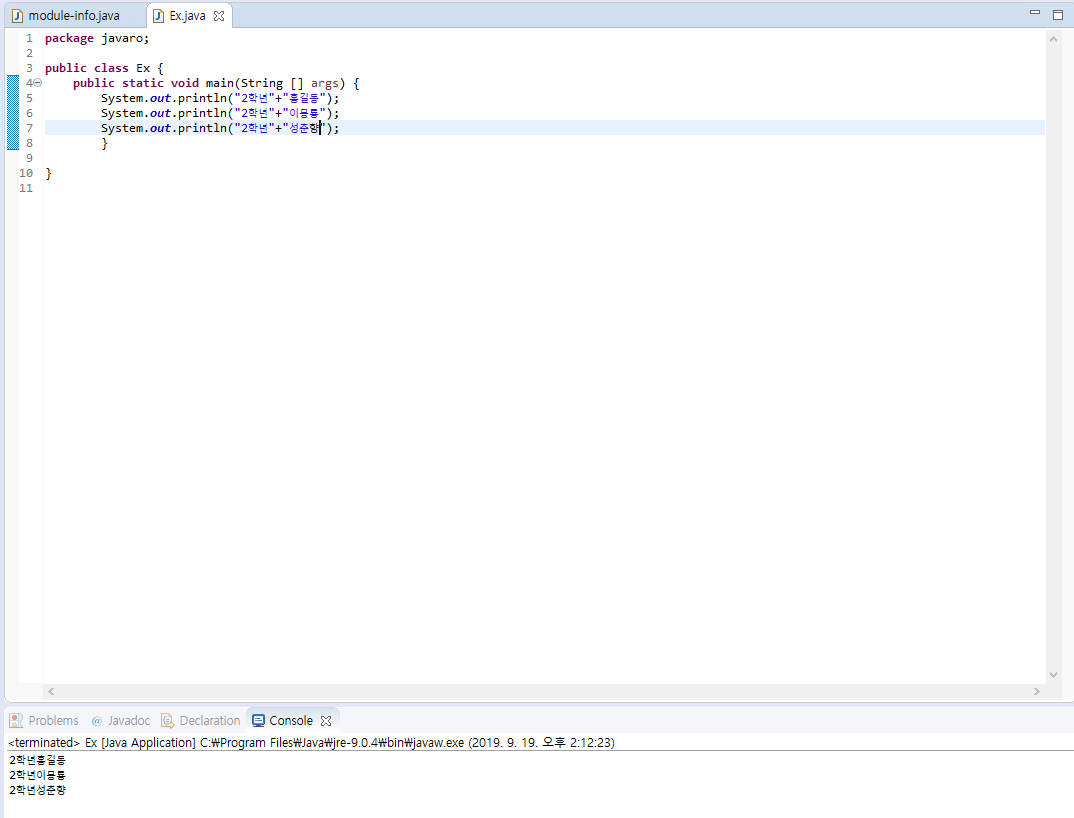 module-info.java
Ex.java
1 package javaro;
2
3 public class Ex {
4 public static void main(String [] args) {
5 System.out.println("2학년"+"홍길동");
6 System.out.println("2학년"+"이몽룡");
7 System.out.println("2학년"+"성춘향");
8 }
9
10 }
11
Problems @ Javadoc Declaration Console
<terminated> Ex [Java Application] C:₩Program Files₩Java₩jre-9.0.4₩bin₩javaw.exe (2019. 9. 19. 오후 2:12:23)
2학년홍길동
2학년이몽룡
2학년성춘향